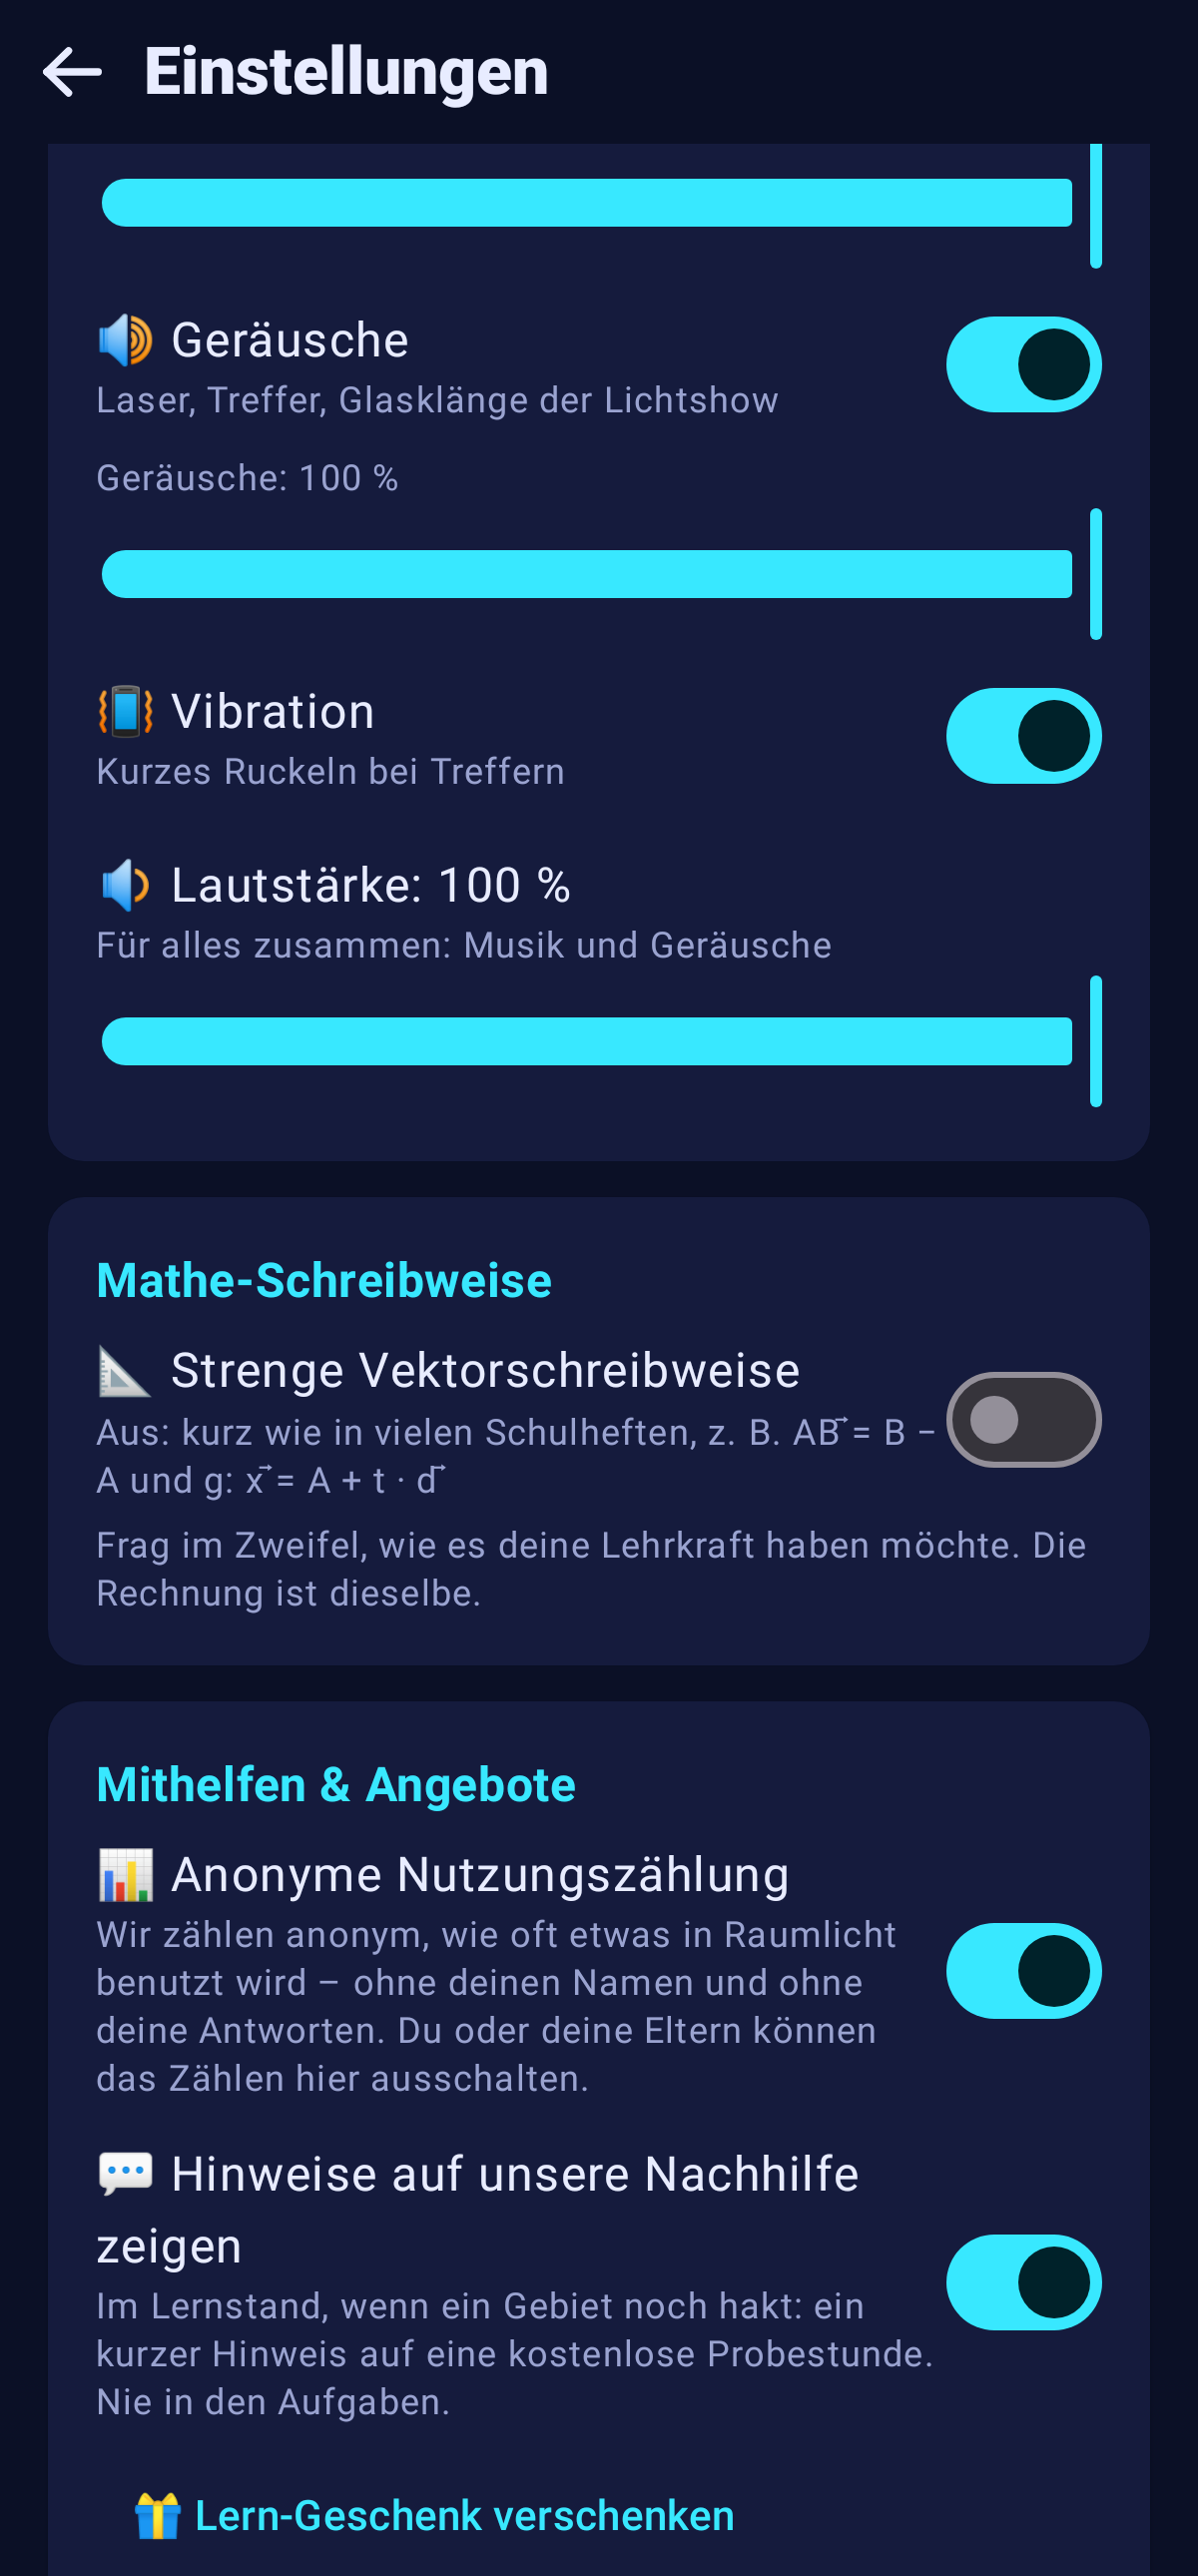 Einstellungen
Geräusche
Laser, Treffer, Glasklänge der Lichtshow
Geräusche: 100 %
Vibration
Kurzes Ruckeln bei Treffern
Lautstärke: 100 %
Für alles zusammen: Musik und Geräusche
Mathe-Schreibweise
Strenge Vektorschreibweise
Aus: kurz wie in vielen Schulheften, z. B. AB⃗ = B –
A und g: x⃗ = A + t · d⃗
Frag im Zweifel, wie es deine Lehrkraft haben möchte. Die
Rechnung ist dieselbe.
Mithelfen & Angebote
Anonyme Nutzungszählung
Wir zählen anonym, wie oft etwas in Raumlicht
benutzt wird – ohne deinen Namen und ohne
deine Antworten. Du oder deine Eltern können
das Zählen hier ausschalten.
Hinweise auf unsere Nachhilfe
zeigen
Im Lernstand, wenn ein Gebiet noch hakt: ein
kurzer Hinweis auf eine kostenlose Probestunde.
Nie in den Aufgaben.
Lern-Geschenk verschenken